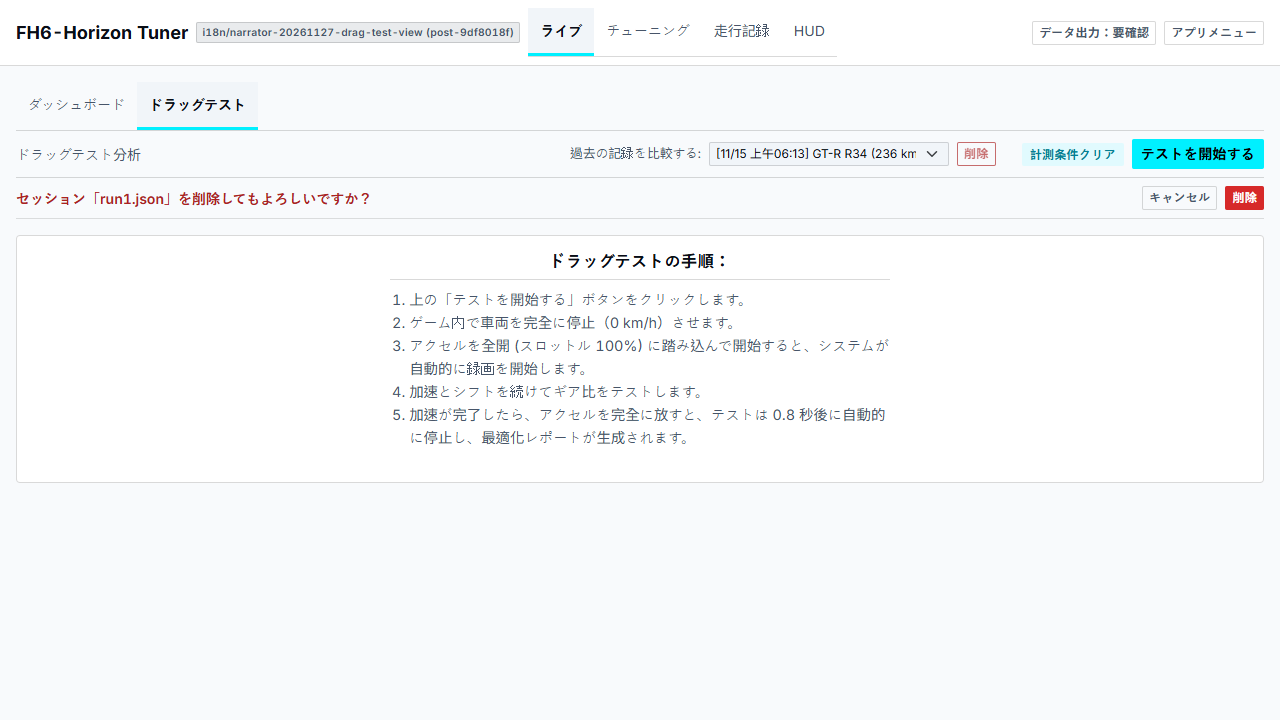 FH6-Horizon Tuner
i18n/narrator-20261127-drag-test-view (post-9df8018f)
ライブ
チューニング
走行記録
HUD
データ出力：要確認
アプリメニュー
ダッシュボード
ドラッグテスト
ドラッグテスト分析
過去の記録を比較する:
[11/15 上午06:13] GT-R R34 (236 km
削除
計測条件クリア
テストを開始する
セッション「run1.json」を削除してもよろしいですか？
キャンセル
削除
ドラッグテストの手順：
1. 上の「テストを開始する」ボタンをクリックします。
2. ゲーム内で車両を完全に停止（0 km/h）させます。
3. アクセルを全開 (スロットル 100%) に踏み込んで開始すると、システムが
自動的に録画を開始します。
4. 加速とシフトを続けてギア比をテストします。
5. 加速が完了したら、アクセルを完全に放すと、テストは 0.8 秒後に自動的
に停止し、最適化レポートが生成されます。